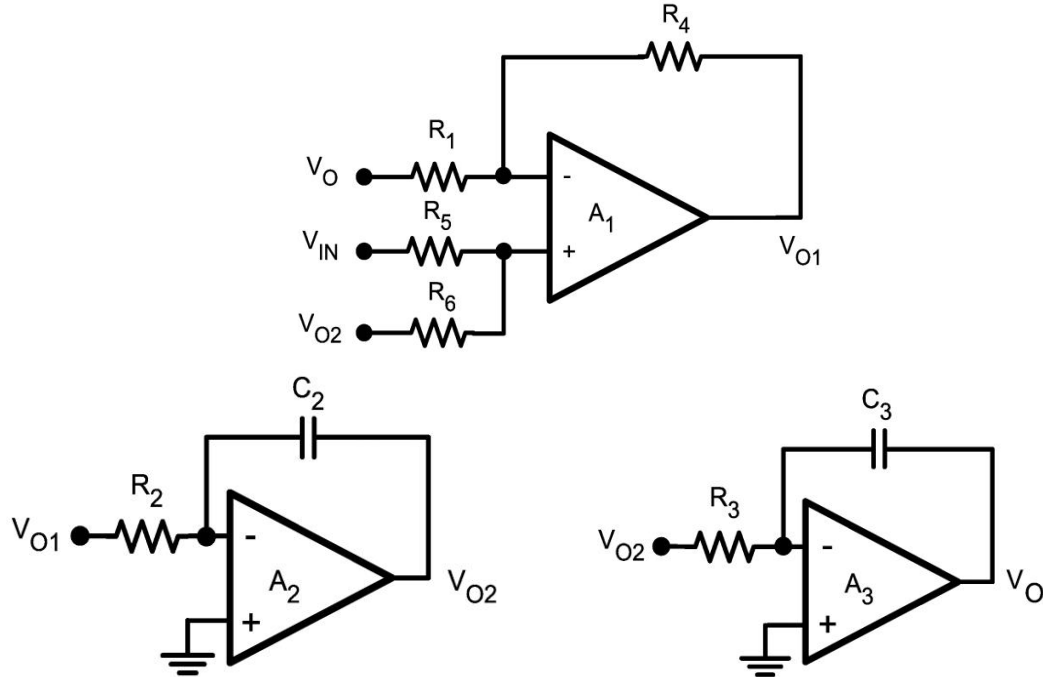 R4
R1
VO
-
A1
R5
VIN
+
VO1
R6
VO2
C2
C3
R2
R3
VO1
-
VO2
-
A2
VO2
A3
VO
+
+